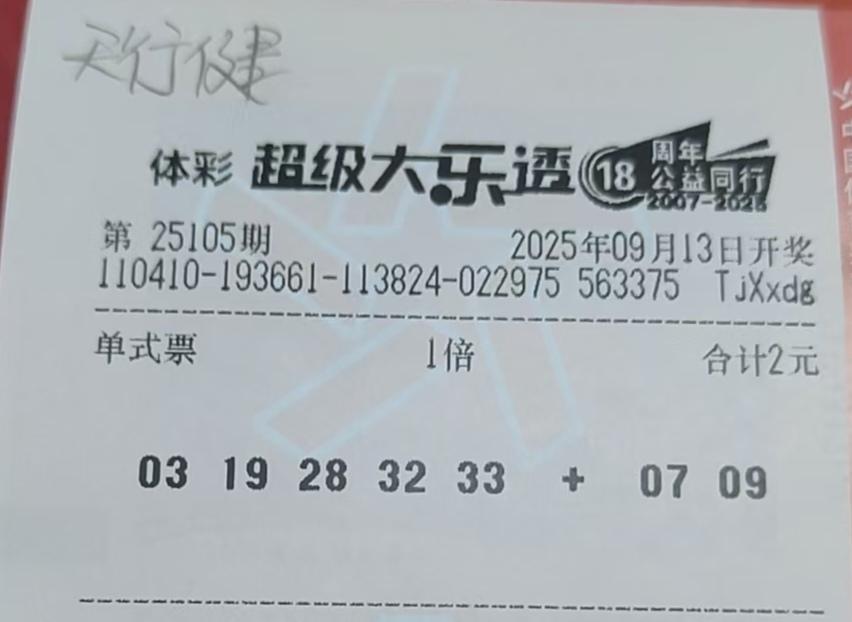 天行健
体彩 超级大乐透 18 周年 公益同行 2007-2025
第 25105期 2025年09月13日开奖
110410-193661-113824-022975 563375 TjXxdg
单式票 1倍 合计2元
03 19 28 32 33 + 07 09